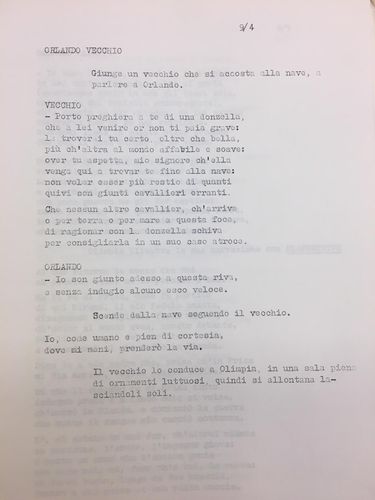 9/4
ORLANDO VECCHIO
Giunge un vecchio che si accosta alla nave, a
parlare a Orlando.
VECCHIO
- Porto preghiera a te di una donzella,
che a lei venire or non ti paia grave:
la troverai tu certo, oltre che bella,
più ch'altra al mondo affabile e soave:
over tu aspetta, mio signore ch'ella
venga qui a trovar te fino alla nave:
non voler esser più restio di quanti
quivi son giunti cavallieri erranti.
Che nessun altro cavallier, ch'arriva
o per terra o per mare a questa foce,
di ragionar con la donzella schiva
per consigliarla in un suo caso atroce.
ORLANDO
- Io son giunto adesso a questa riva,
e senza indugio alcuno esco veloce.
Scende dalla nave seguendo il vecchio.
Io, come umano e pien di cortesia,
dove mi meni, prenderò la via.
Il vecchio lo conduce a Olimpia, in una sala piena
di ornamenti luttuosi, quindi si allontana la-
sciandoli soli.